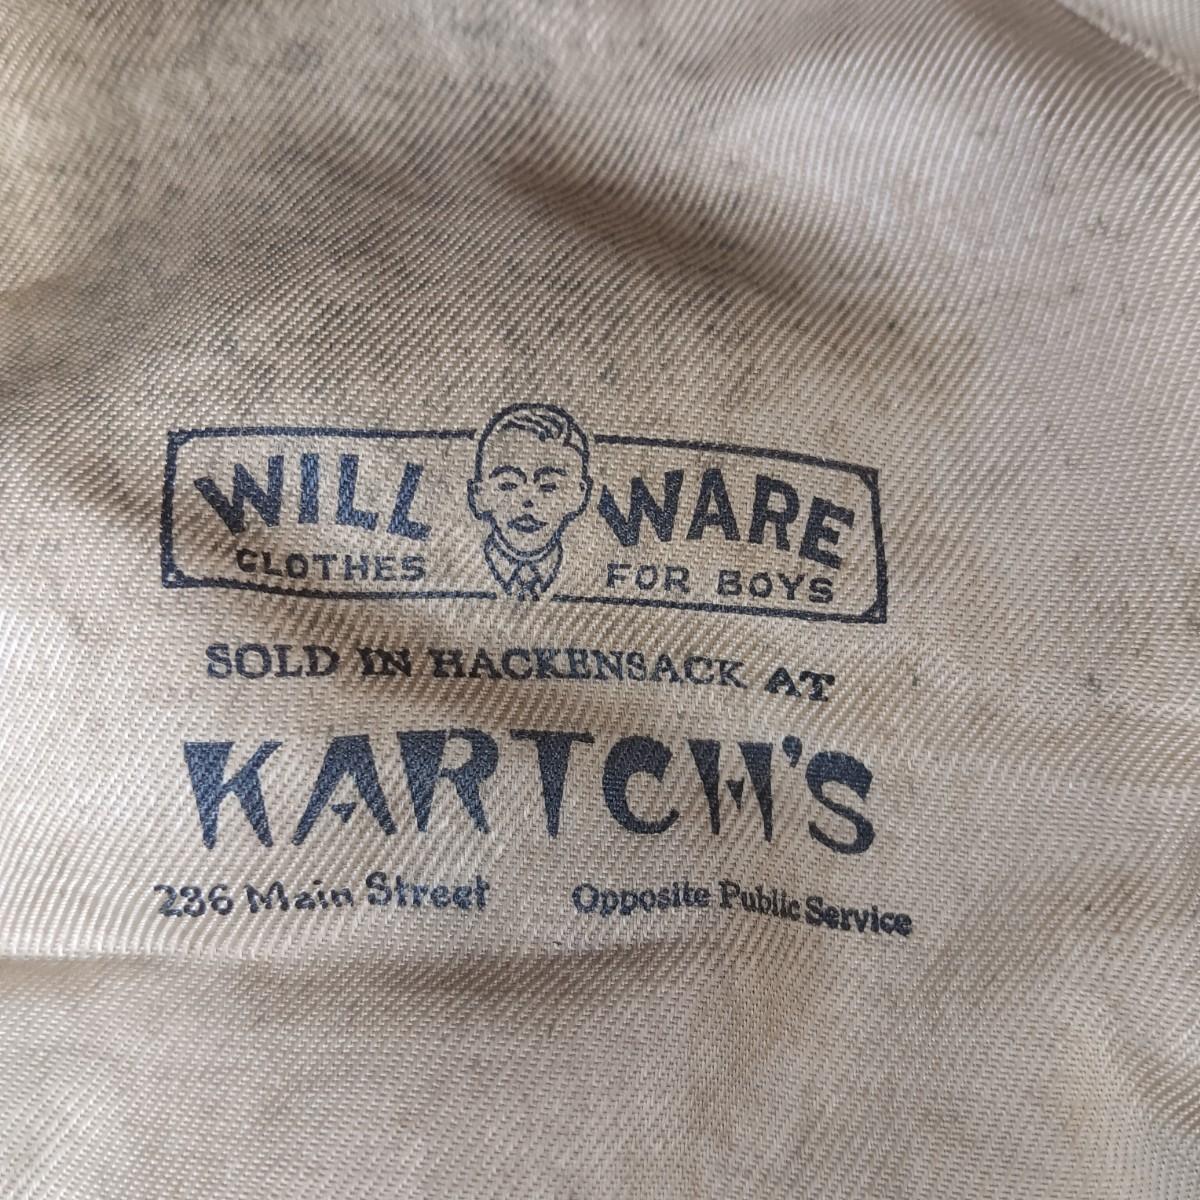 WILL WARE
CLOTHES FOR BOYS
SOLD IN HACKENSACK AT
KARTCH'S
236 Main Street Opposite Public Service